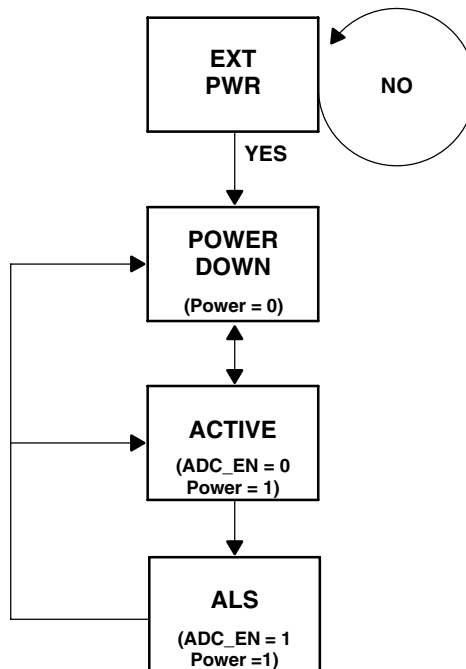 EXT
PWR
NO
YES
POWER
DOWN
(Power = 0)
ACTIVE
(ADC_EN = 0
Power = 1)
ALS
(ADC_EN = 1
Power =1)